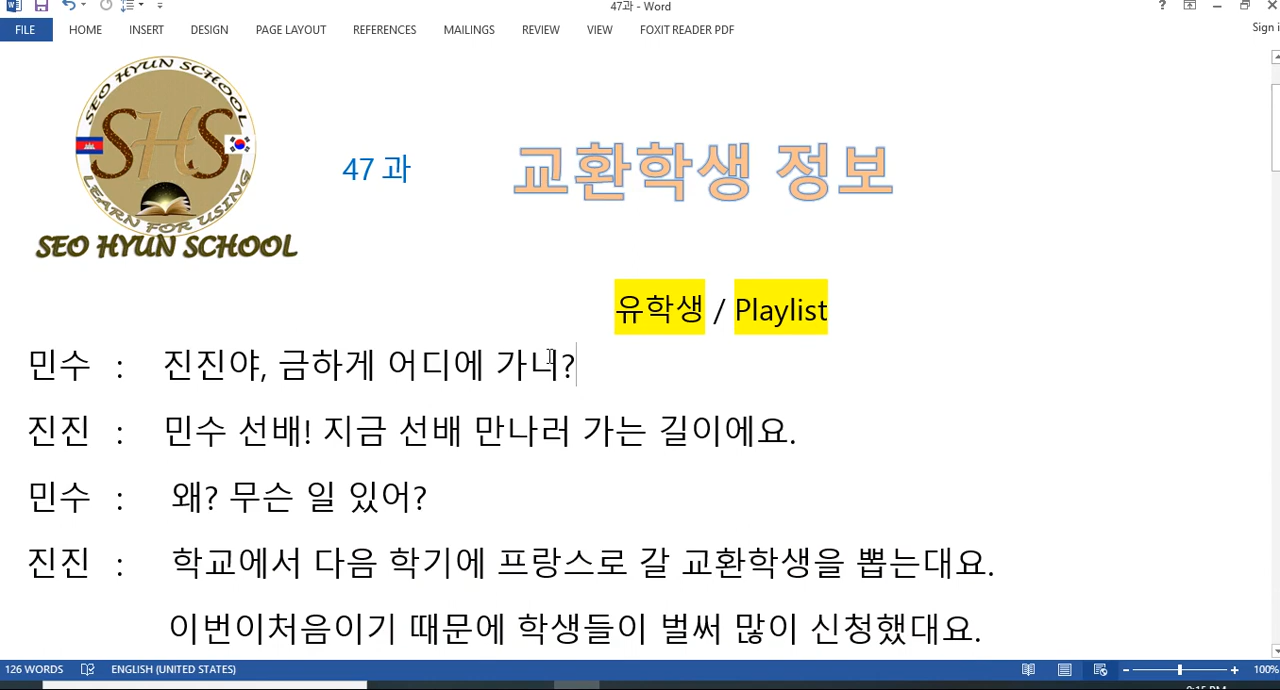 47과 - Word
?
FILE HOME INSERT DESIGN PAGE LAYOUT REFERENCES MAILINGS REVIEW VIEW FOXIT READER PDF Sign i
SEO HYUN SCHOOL
SHS
LEARN FOR USING
SEO HYUN SCHOOL
47 과 교환학생 정보
유학생 / Playlist
민수 : 진진야, 금하게 어디에 가니?
진진 : 민수 선배! 지금 선배 만나러 가는 길이에요.
민수 : 왜? 무슨 일 있어?
진진 : 학교에서 다음 학기에 프랑스로 갈 교환학생을 뽑는대요.
이번이처음이기 때문에 학생들이 벌써 많이 신청했대요.
126 WORDS ENGLISH (UNITED STATES) 100%